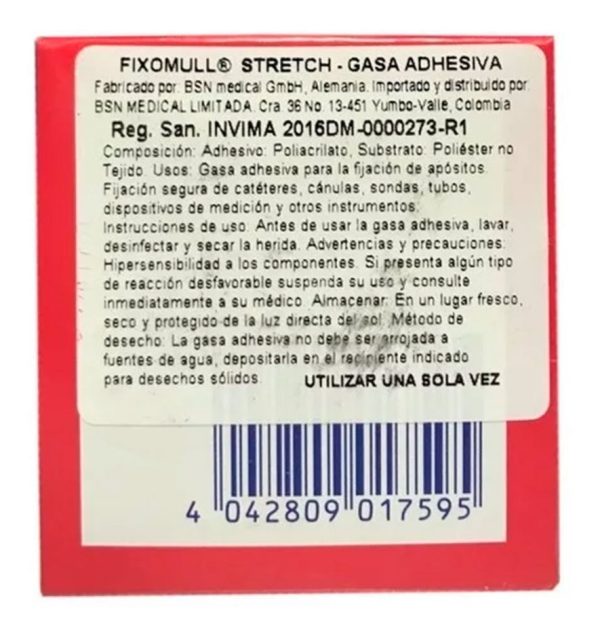 FIXOMULL® STRETCH - GASA ADHESIVA
Fabricado por: BSN medical GmbH, Alemania. Importado y distribuido por:
BSN MEDICAL LIMITADA. Cra 36 No. 13-451 Yumbo-Valle, Colombia
Reg. San. INVIMA 2016DM-0000273-R1
Composición: Adhesivo: Poliacrilato, Substrato: Poliéster no
Tejido. Usos: Gasa adhesiva para la fijación de apósitos.
Fijación segura de catéteres, cánulas, sondas, tubos,
dispositivos de medición y otros instrumentos.
Instrucciones de uso: Antes de usar la gasa adhesiva, lavar,
desinfectar y secar la herida. Advertencias y precauciones:
Hipersensibilidad a los componentes. Si presenta algún tipo
de reacción desfavorable suspenda su uso y consulte
inmediatamente a su médico. Almacenar: En un lugar fresco,
seco y protegido de la luz directa del sol. Método de
desecho: La gasa adhesiva no debe ser arrojada a
fuentes de agua, depositarla en el recipiente indicado
para desechos sólidos. UTILIZAR UNA SOLA VEZ
4 042809 017595